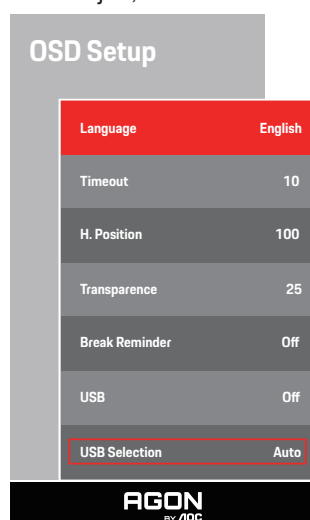 OSD Setup
Language English
Timeout 10
H. Position 100
Transparence 25
Break Reminder Off
USB Off
USB Selection Auto
AGON
BY AOC